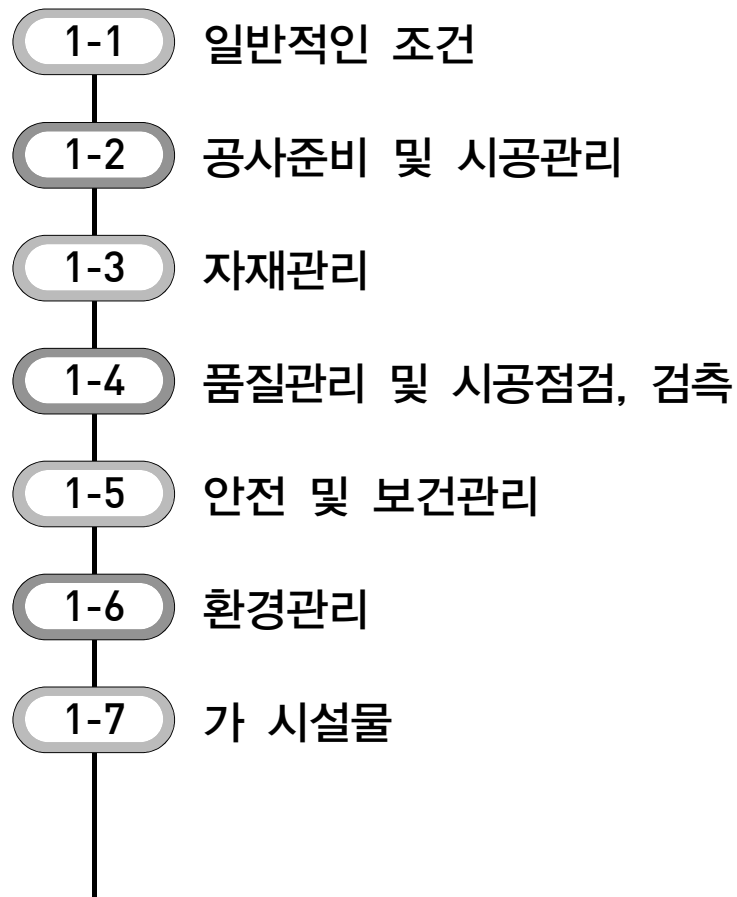 1-1 일반적인 조건
1-2 공사준비 및 시공관리
1-3 자재관리
1-4 품질관리 및 시공점검, 검측
1-5 안전 및 보건관리
1-6 환경관리
1-7 가 시설물